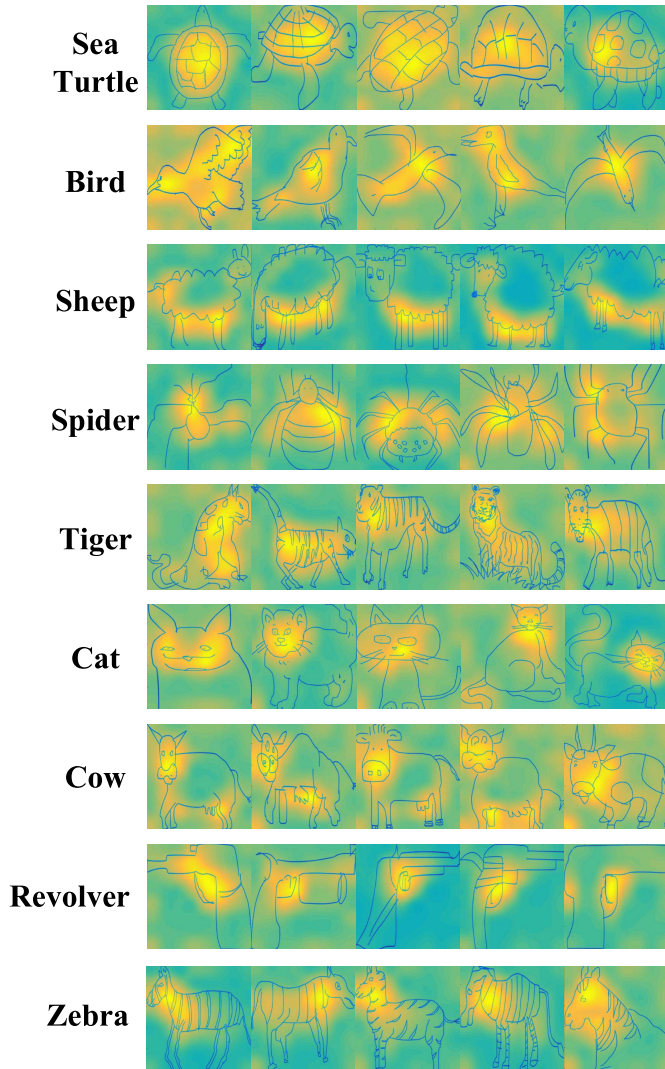 Sea
Turtle
Bird
Sheep
Spider
Tiger
Cat
Cow
Revolver
Zebra